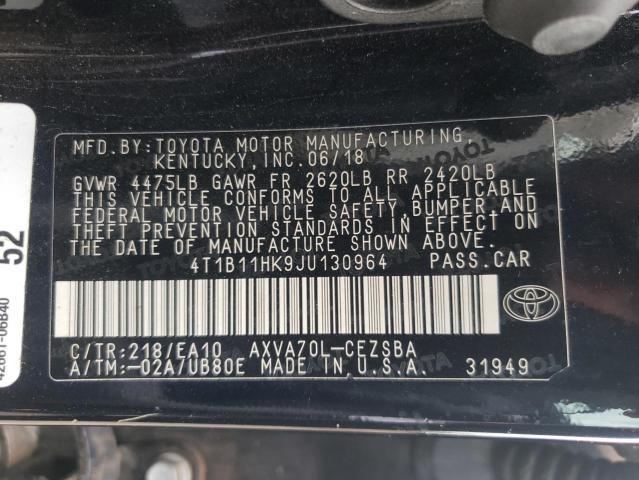 MFD. BY: TOYOTA MOTOR MANUFACTURING,
KENTUCKY, INC. 06/18
GVWR 4475LB GAWR FR 2620LB RR 2420LB
THIS VEHICLE CONFORMS TO ALL APPLICABLE
FEDERAL MOTOR VEHICLE SAFETY, BUMPER, AND
THEFT PREVENTION STANDARDS IN EFFECT ON
THE DATE OF MANUFACTURE SHOWN ABOVE.
4T1B11HK9JU130964 PASS. CAR
C/TR: 218/EA10 AXVA70L-CEZSBA
A/TM: -02A/UB80E MADE IN U.S.A. 31949
52
42661-06B40